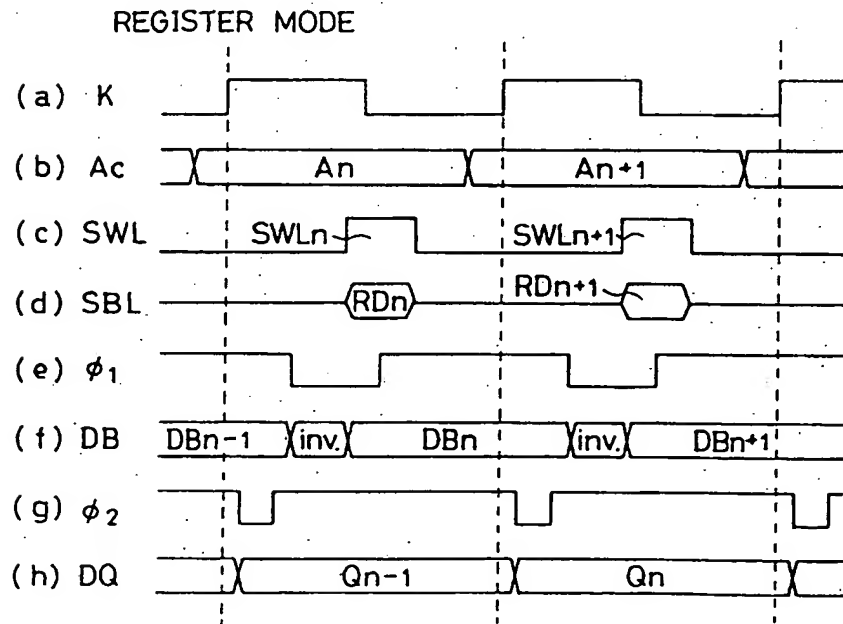 REGISTER MODE
(a) K
(b) Ac An An+1
(c) SWL SWLn SWLn+1
(d) SBL RDn RDn+1
(e) ϕ1
(f) DB DBn-1 inv. DBn inv. DBn+1
(g) ϕ2
(h) DQ Qn-1 Qn